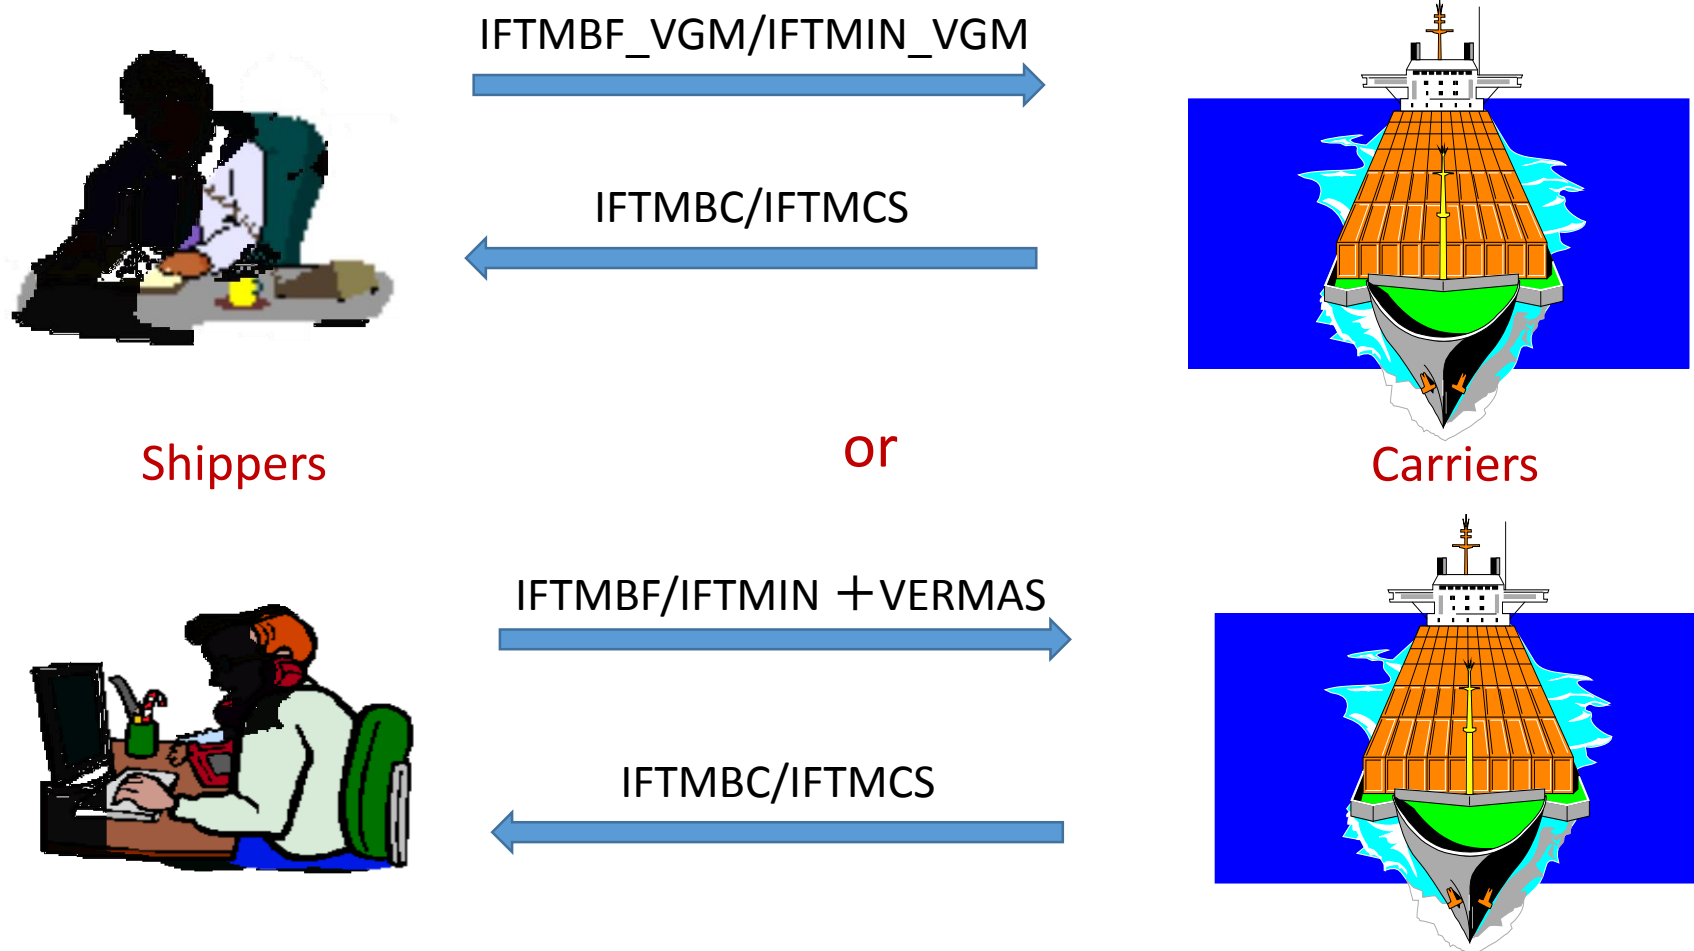 IFTMBF_VGM/IFTMIN_VGM
IFTMBC/IFTMCS
Shippers
or
Carriers
IFTMBF/IFTMIN +VERMAS
IFTMBC/IFTMCS